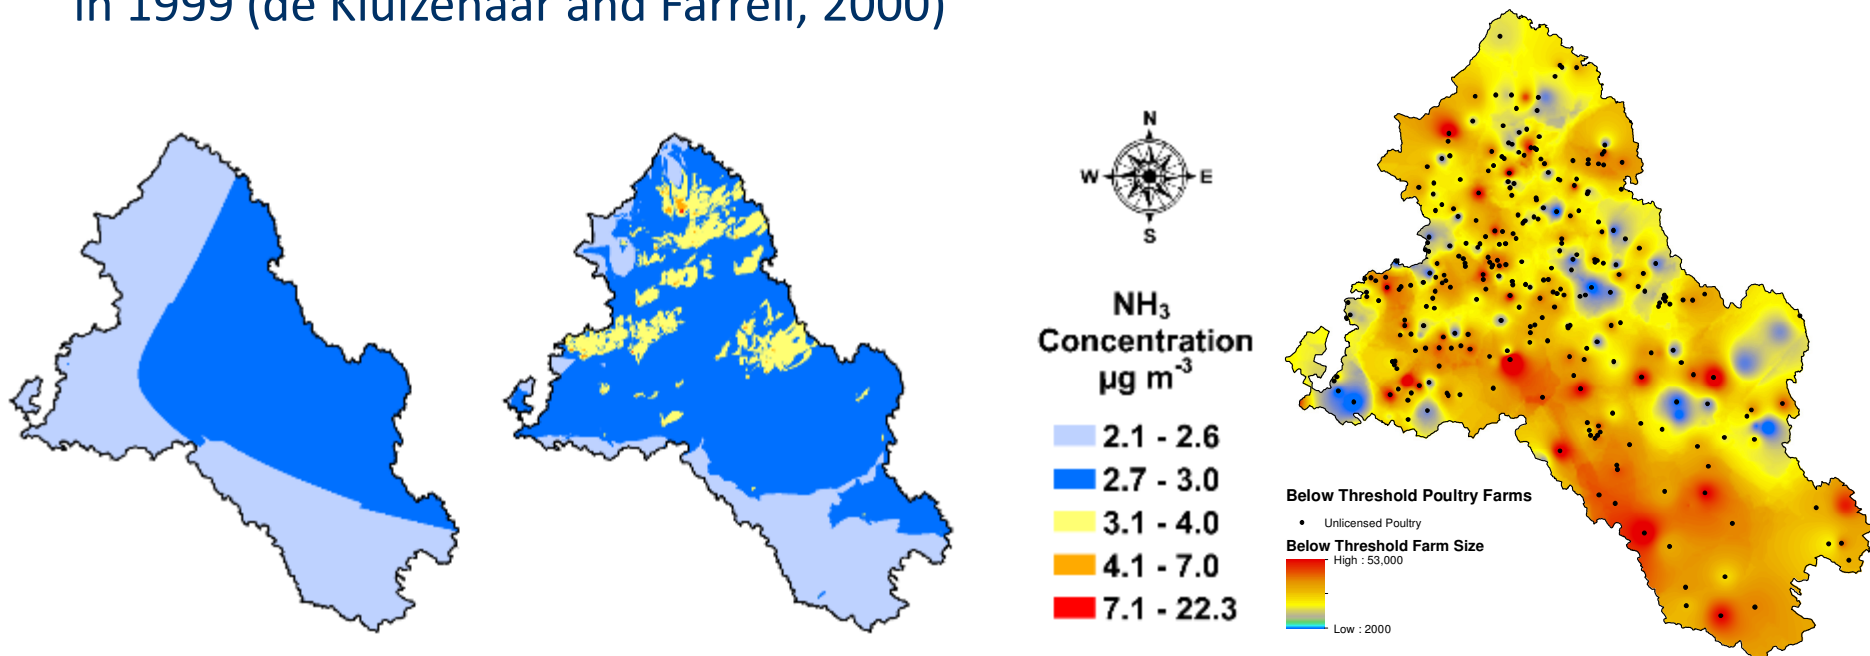 in 1999 (de Kluizenaar and Farrell, 2000)
N
W E
S
NH3
Concentration
µg m-3
2.1 - 2.6
2.7 - 3.0
3.1 - 4.0
4.1 - 7.0
7.1 - 22.3
Below Threshold Poultry Farms
Unlicensed Poultry
Below Threshold Farm Size
High : 53,000
Low : 2000